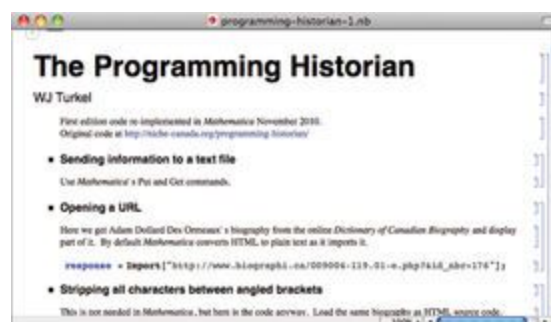 programming-historian-1.nb
The Programming Historian
WJ Turkel
First edition code re-implemented in Mathematica November 2010.
Original code at http://niche-canada.org/programming-historian/
Sending information to a text file
Use Mathematica's Put and Get commands.
Opening a URL
Here we get Adam Dollard Des Ormeaux's biography from the online Dictionary of Canadian Biography and display
part of it. By default Mathematica converts HTML to plain text as it imports it.
response = Import["http://www.biographi.ca/009004-119.01-e.php?&id_nbr=176"];
Stripping all characters between angled brackets
This is not needed in Mathematica, but here is the code anyway. Load the same biography as HTML source code.
100%